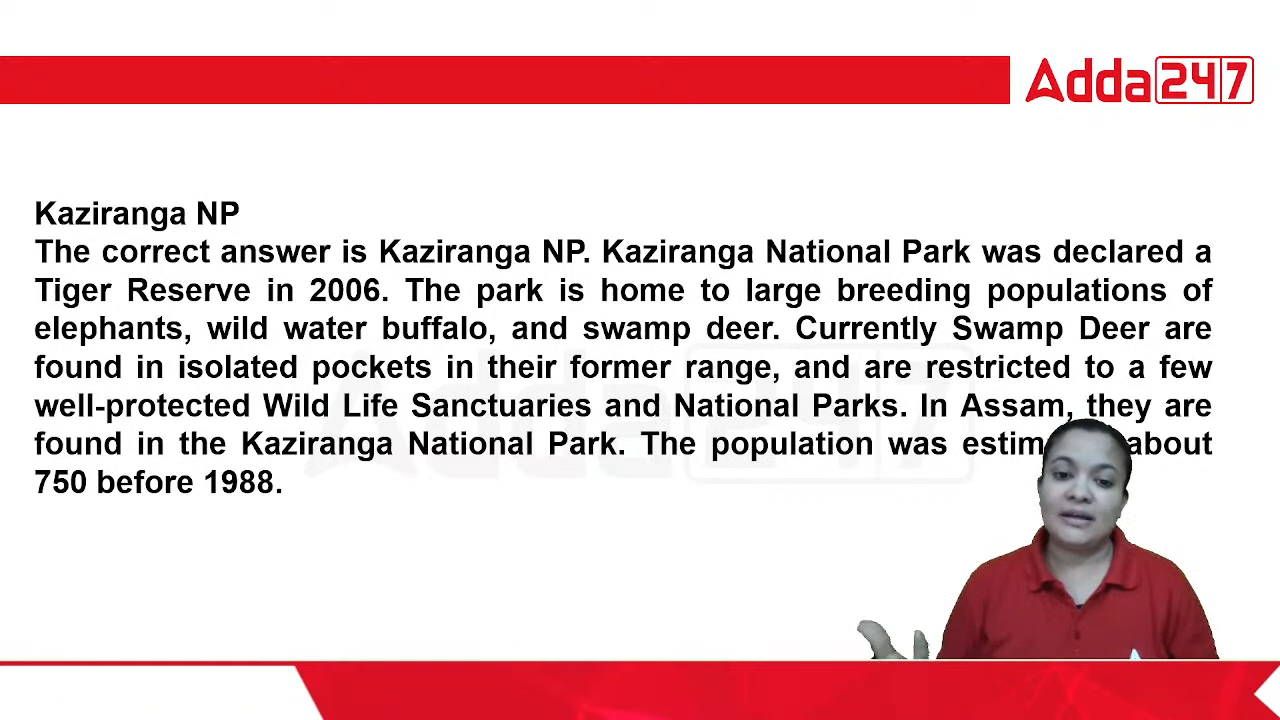 Adda247
Kaziranga NP
The correct answer is Kaziranga NP. Kaziranga National Park was declared a
Tiger Reserve in 2006. The park is home to large breeding populations of
elephants, wild water buffalo, and swamp deer. Currently Swamp Deer are
found in isolated pockets in their former range, and are restricted to a few
well-protected Wild Life Sanctuaries and National Parks. In Assam, they are
found in the Kaziranga National Park. The population was about
750 before 1988.